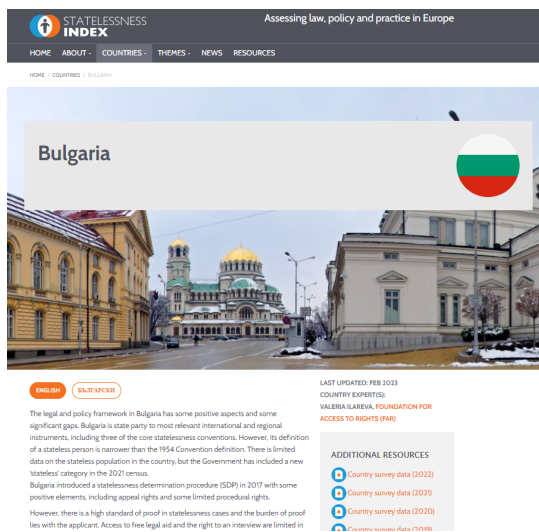 STATELESSNESS
INDEX
Assessing law, policy and practice in Europe
HOME ABOUT - COUNTRIES - THEMES - NEWS RESOURCES
HOME / COUNTRIES / BULGARIA
Bulgaria
ENGLISH БЪЛГАРСКИ
The legal and policy framework in Bulgaria has some positive aspects and some
significant gaps. Bulgaria is state party to most relevant international and regional
instruments, including three of the core statelessness conventions. However, its definition
of a stateless person is narrower than the 1954 Convention definition. There is limited
data on the stateless population in the country, but the Government has included a new
'stateless' category in the 2021 census.
Bulgaria introduced a statelessness determination procedure (SDP) in 2017 with some
positive elements, including appeal rights and some limited procedural rights.
However, there is a high standard of proof in statelessness cases and the burden of proof
lies with the applicant. Access to free legal aid and the right to an interview are limited in
LAST UPDATED: FEB 2023
COUNTRY EXPERT(S):
VALERIA ILAREVA, FOUNDATION FOR
ACCESS TO RIGHTS (FAR)
ADDITIONAL RESOURCES
Country survey data (2022)
Country survey data (2021)
Country survey data (2020)
Country survey data (2019)